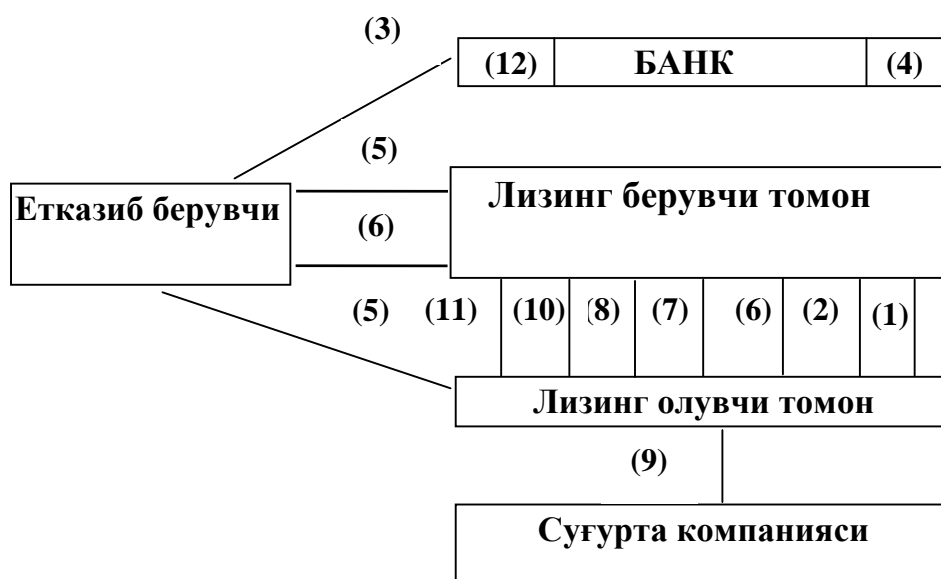 (3)
(12) БАНК (4)
(5)
Етказиб берувчи
Лизинг берувчи томон
(6)
(5) (11) (10) (8) (7) (6) (2) (1)
Лизинг олувчи томон
(9)
Суғурта компанияси